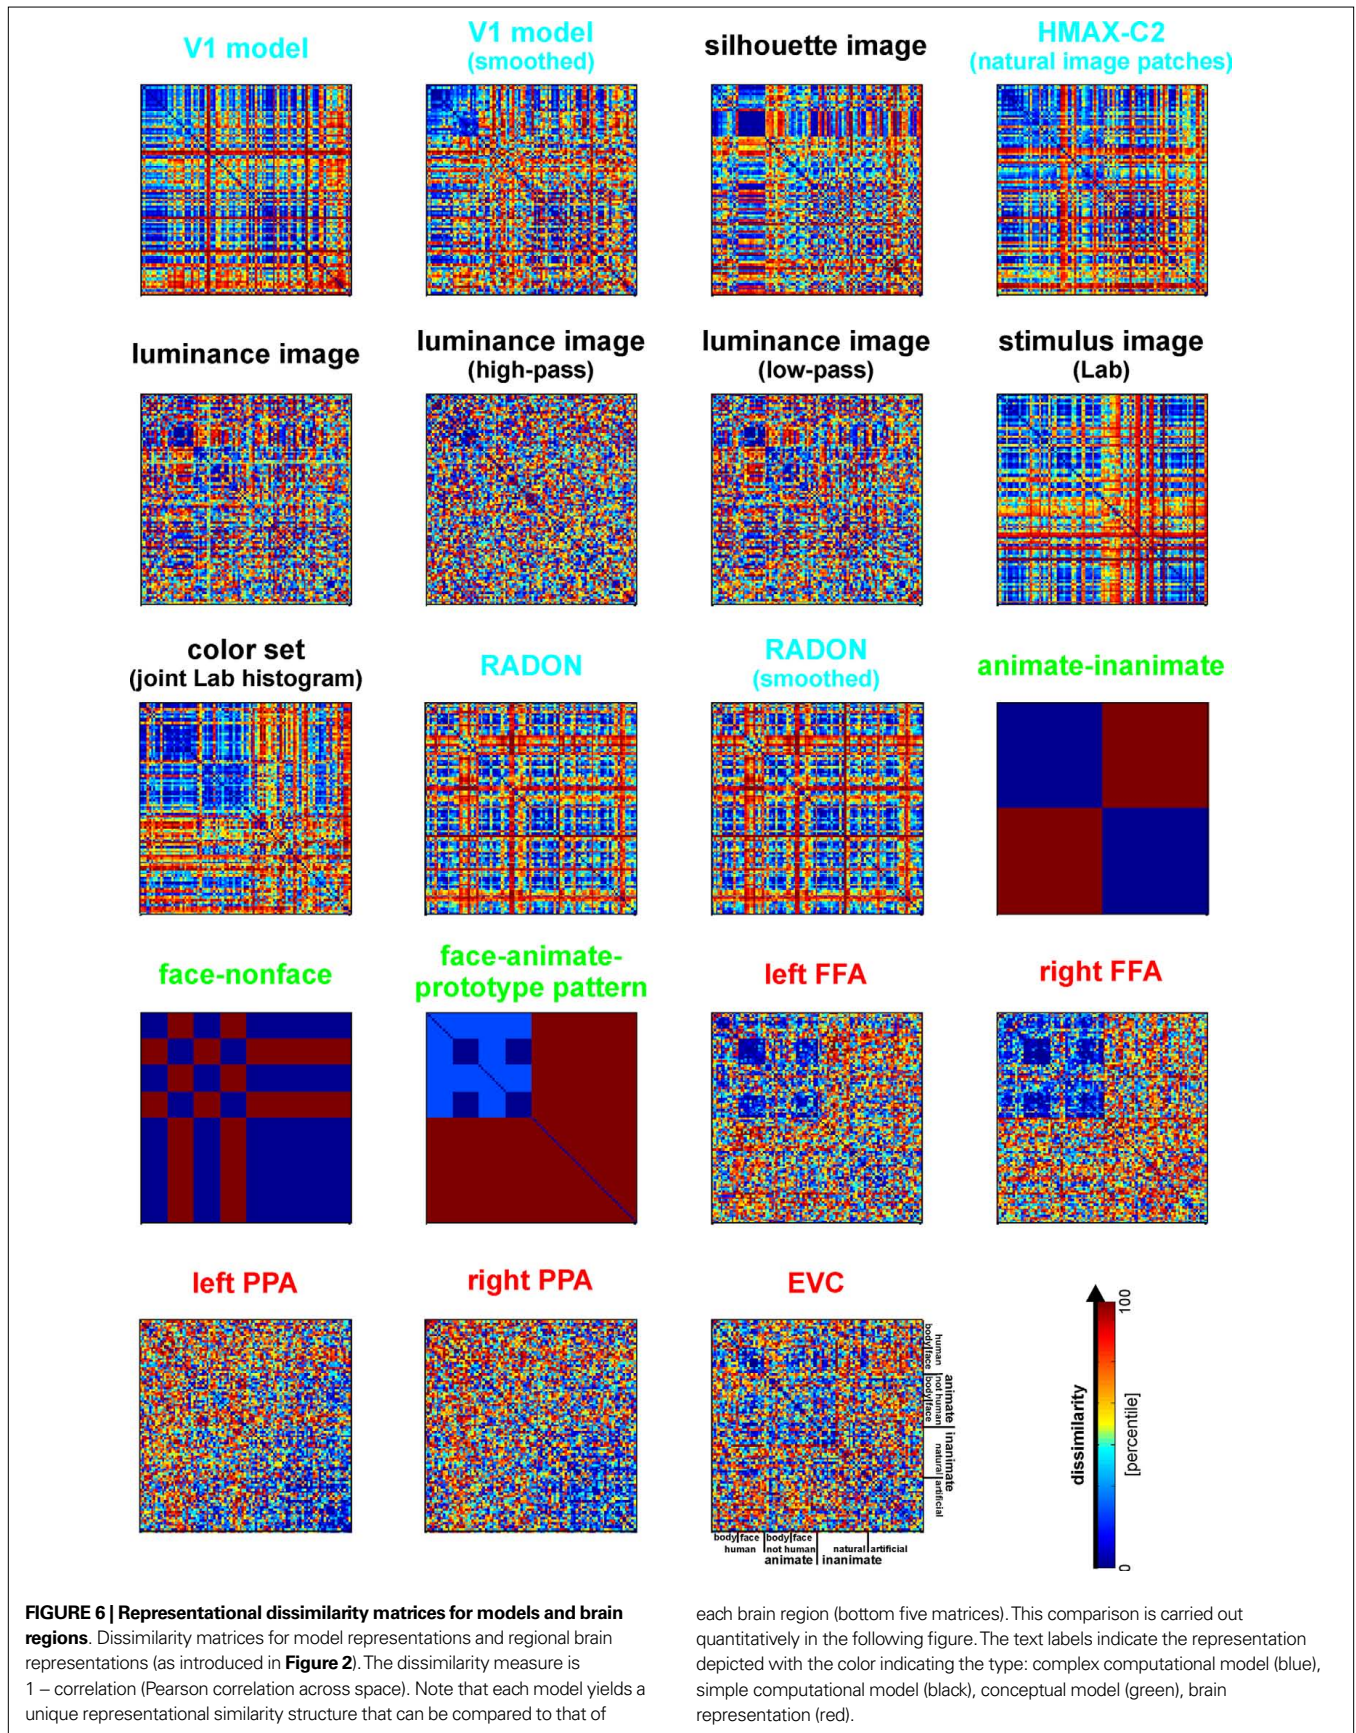 V1 model
V1 model
(smoothed)
silhouette image
HMAX-C2
(natural image patches)
luminance image
luminance image
(high-pass)
luminance image
(low-pass)
stimulus image
(Lab)
color set
(joint Lab histogram)
RADON
RADON
(smoothed)
animate-inanimate
face-nonface
face-animate-
prototype pattern
left FFA
right FFA
left PPA
right PPA
EVC
body face body face
human not human natural artificial
animate inanimate
body face body face
human not human natural artificial
animate inanimate
dissimilarity
[percentile]
0
100
FIGURE 6 | Representational dissimilarity matrices for models and brain
regions. Dissimilarity matrices for model representations and regional brain
representations (as introduced in Figure 2). The dissimilarity measure is
1 – correlation (Pearson correlation across space). Note that each model yields a
unique representational similarity structure that can be compared to that of
each brain region (bottom five matrices). This comparison is carried out
quantitatively in the following figure. The text labels indicate the representation
depicted with the color indicating the type: complex computational model (blue),
simple computational model (black), conceptual model (green), brain
representation (red).